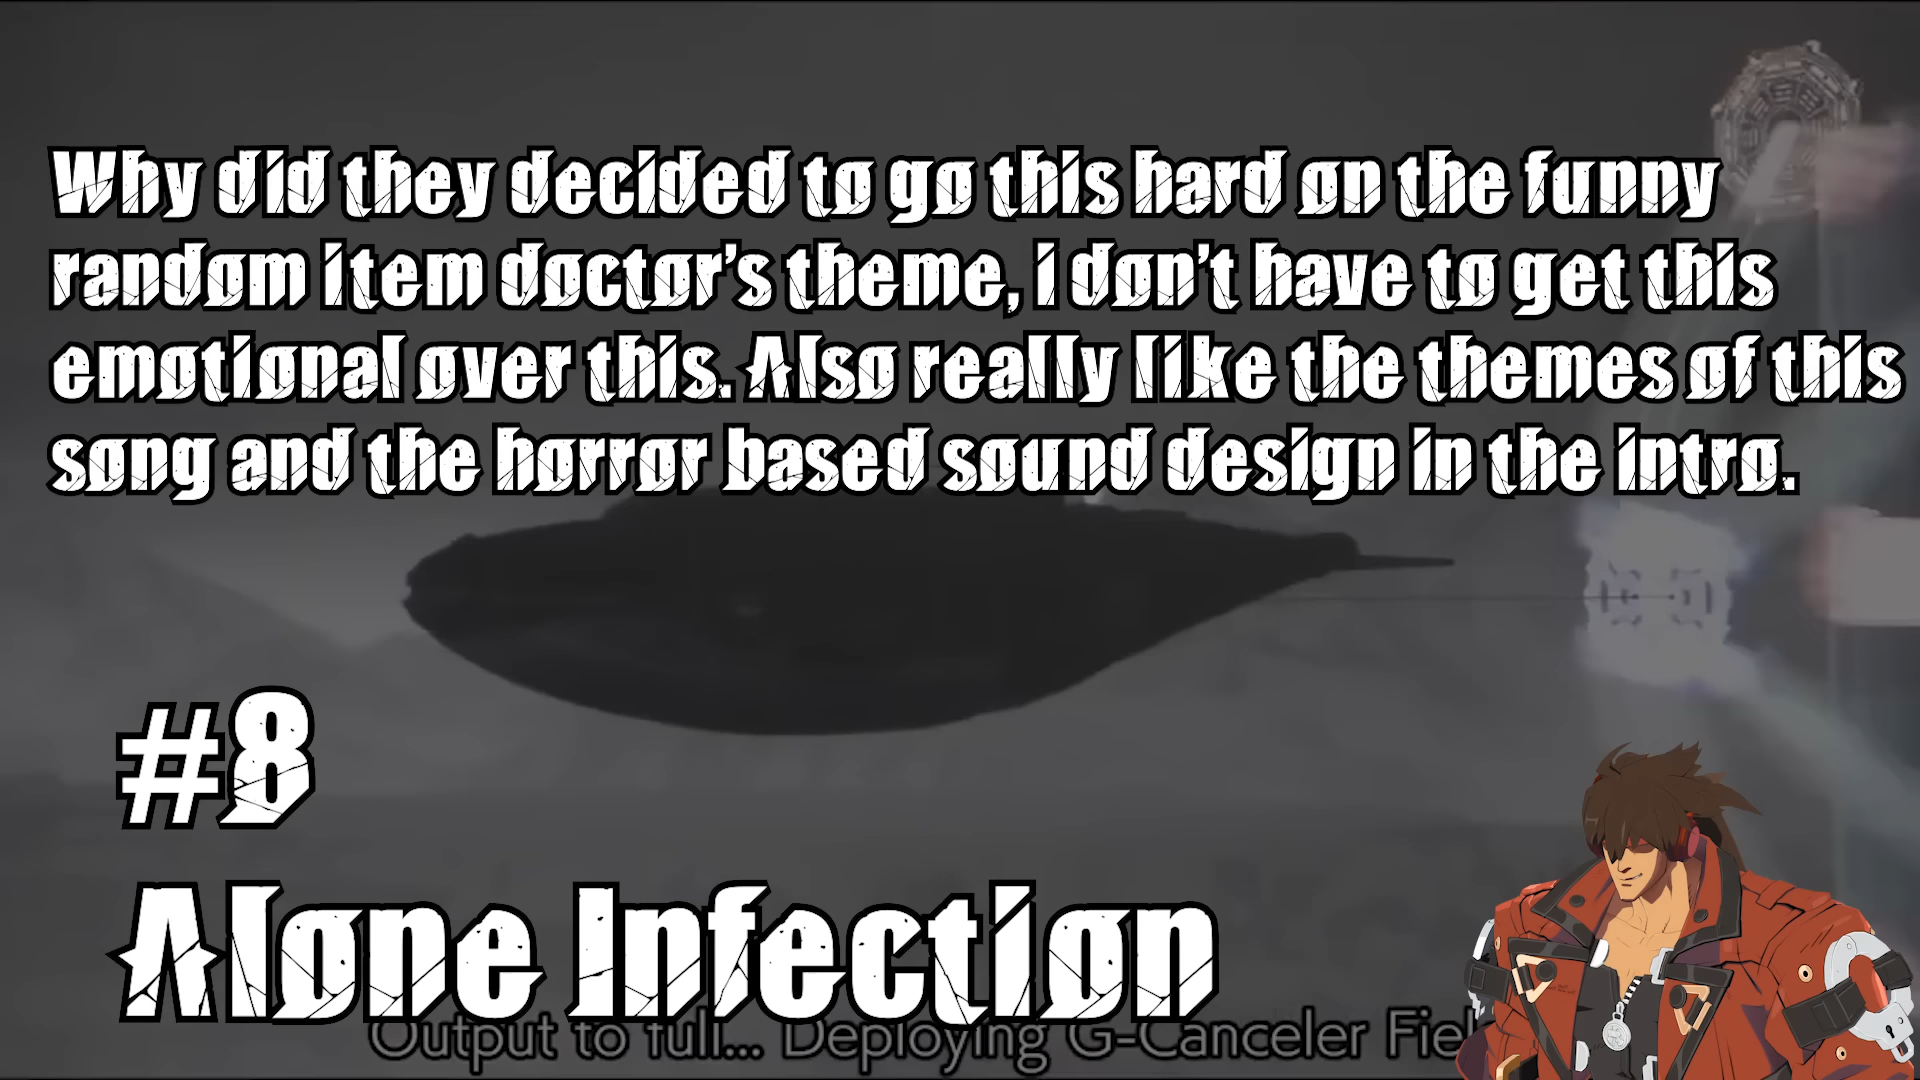 Why did they decided to go this hard on the funny
random item doctor's theme, i don't have to get this
emotional over this. Also really like the themes of this
song and the horror based sound design in the intro.
#8
Alone Infection
Output to full... Deploying G-Canceler